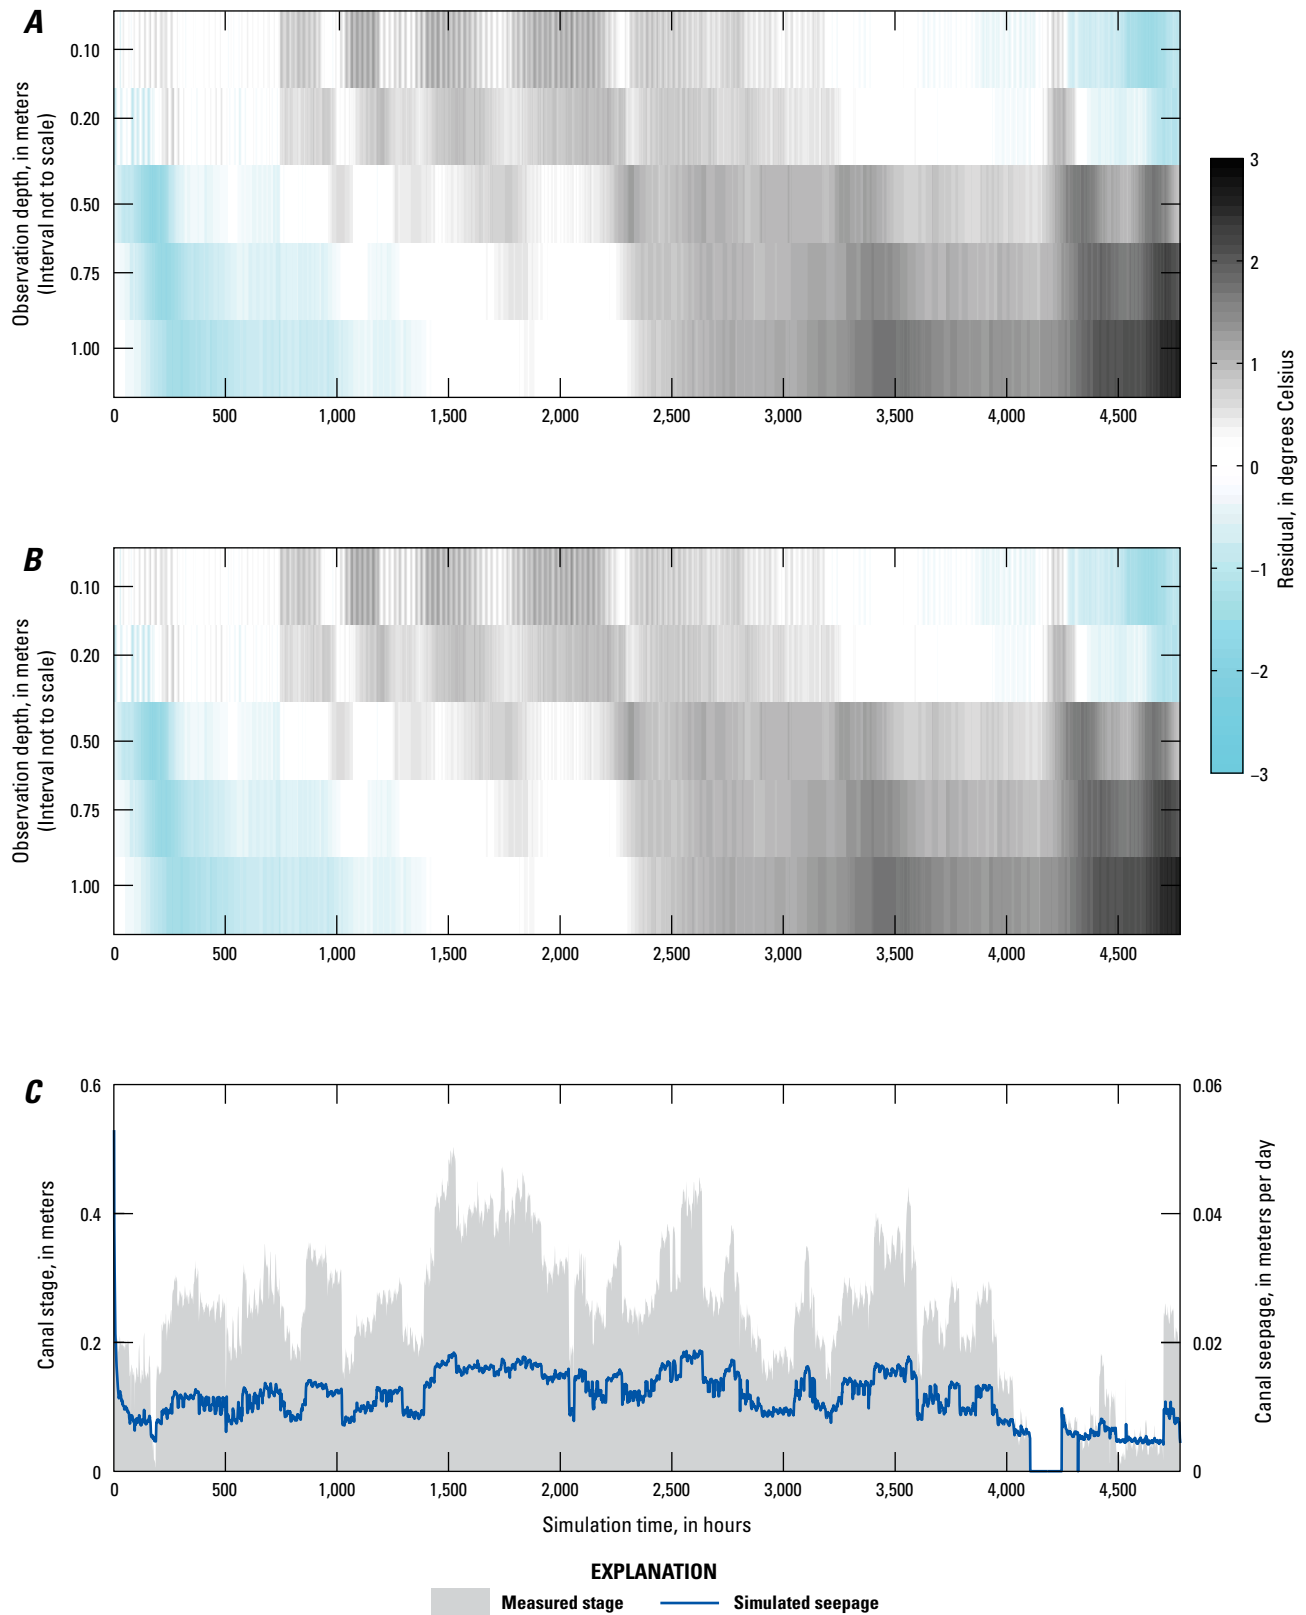 A
Observation depth, in meters
(Interval not to scale)
0.10
0.20
0.50
0.75
1.00
0 500 1,000 1,500 2,000 2,500 3,000 3,500 4,000 4,500
3
2
1
0
–1
–2
–3
Residual, in degrees Celsius
B
Observation depth, in meters
(Interval not to scale)
0.10
0.20
0.50
0.75
1.00
0 500 1,000 1,500 2,000 2,500 3,000 3,500 4,000 4,500
C
Canal stage, in meters
0.6
0.4
0.2
0
0.06
0.04
0.02
0
Canal seepage, in meters per day
0 500 1,000 1,500 2,000 2,500 3,000 3,500 4,000 4,500
Simulation time, in hours
EXPLANATION
Measured stage Simulated seepage